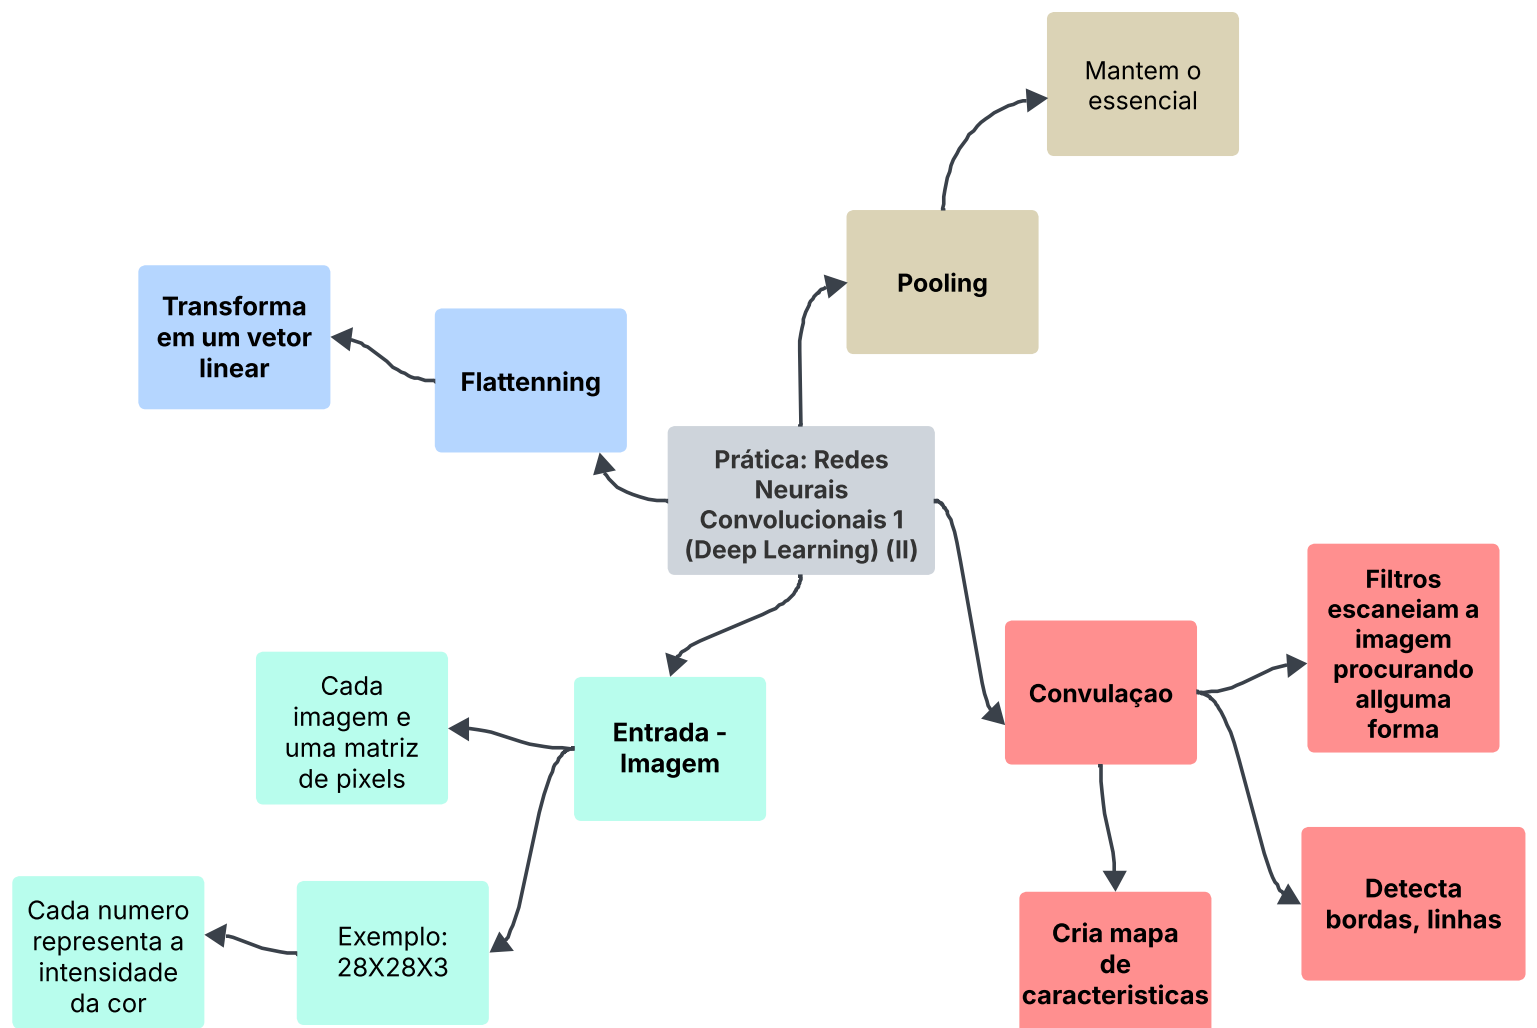 Mantem o
essencial
Pooling
Transforma
em um vetor
linear
Flattenning
Prática: Redes
Neurais
Convolucionais 1
(Deep Learning) (II)
Filtros
escaneiam a
imagem
procurando
allguma
forma
Convulaçao
Cada
imagem e
uma matriz
de pixels
Entrada -
Imagem
Detecta
bordas, linhas
Cada numero
representa a
intensidade
da cor
Exemplo:
28X28X3
Cria mapa
de
caracteristicas